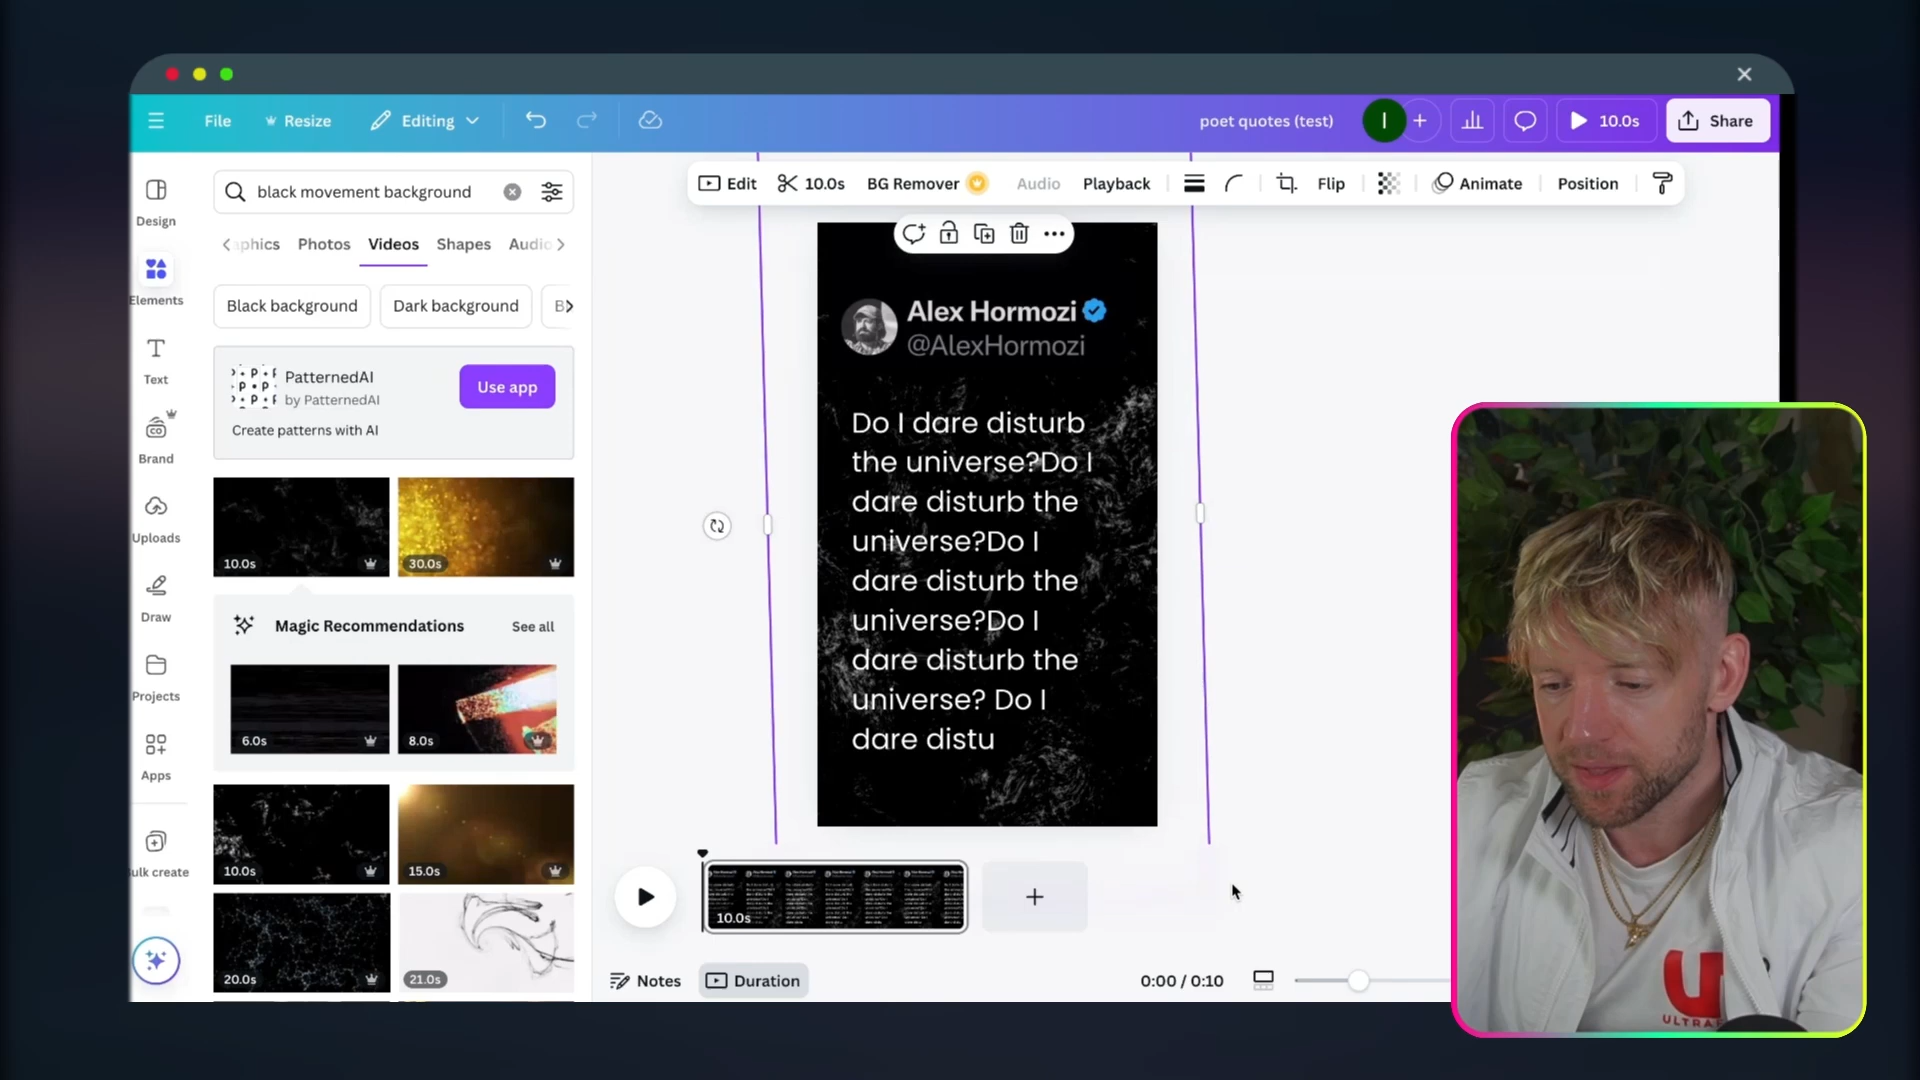 File
Resize
Editing
poet quotes (test)
I
10.0s
Share
black movement background
Edit
10.0s
BG Remover
Audio
Playback
Flip
Animate
Position
Design
Elements
Text
Brand
Uploads
Draw
Projects
Apps
ulk create
aphics
Photos
Videos
Shapes
Audio
Black background
Dark background
B
PatternedAI
by PatternedAI
Use app
Create patterns with AI
10.0s
30.0s
Magic Recommendations
See all
6.0s
8.0s
10.0s
15.0s
20.0s
21.0s
Alex Hormozi
@AlexHormozi
Do I dare disturb
the universe?Do I
dare disturb the
universe?Do I
dare disturb the
universe?Do I
dare disturb the
universe? Do I
dare distu
10.0s
Notes
Duration
0:00 / 0:10
U
ULTRA